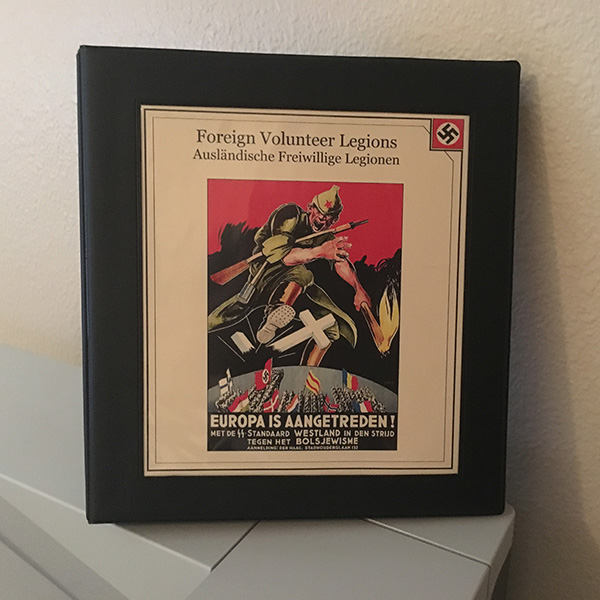 Foreign Volunteer Legions
Ausländische Freiwillige Legionen
EUROPA IS AANGETREDEN!
MET DE SS STANDAARD WESTLAND IN DEN STRIJD
TEGEN HET BOLSJEWISME
AANMELDING: DEN HAAG, STADHOUDERSLAAN 132